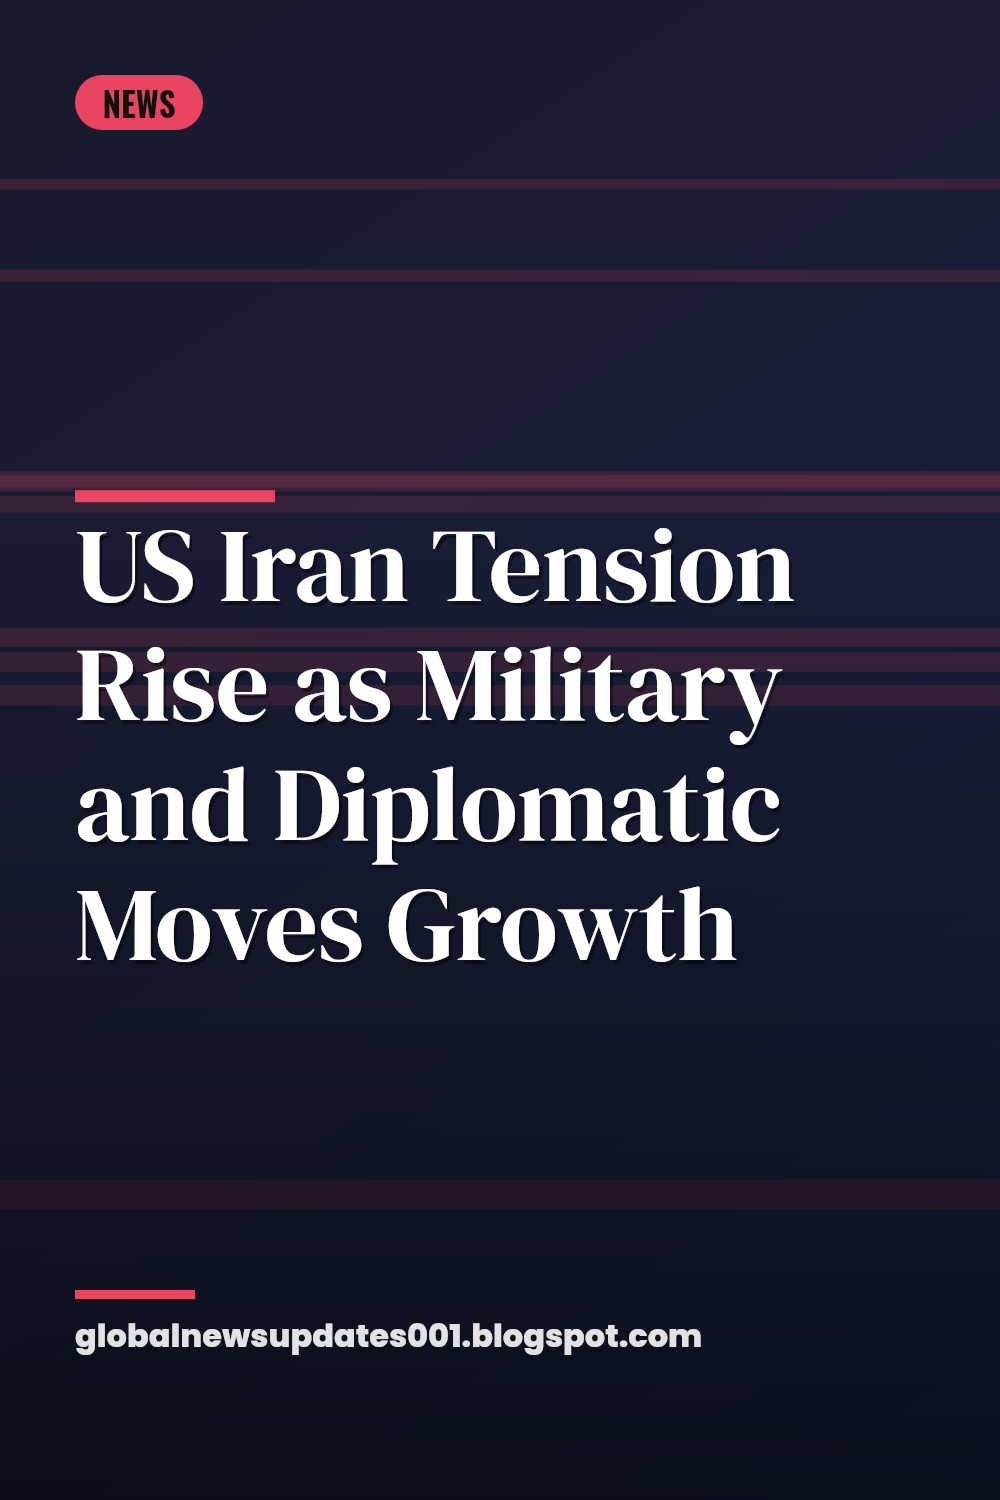 NEWS
US Iran Tension
Rise as Military
and Diplomatic
Moves Growth
globalnewsupdates001.blogspot.com